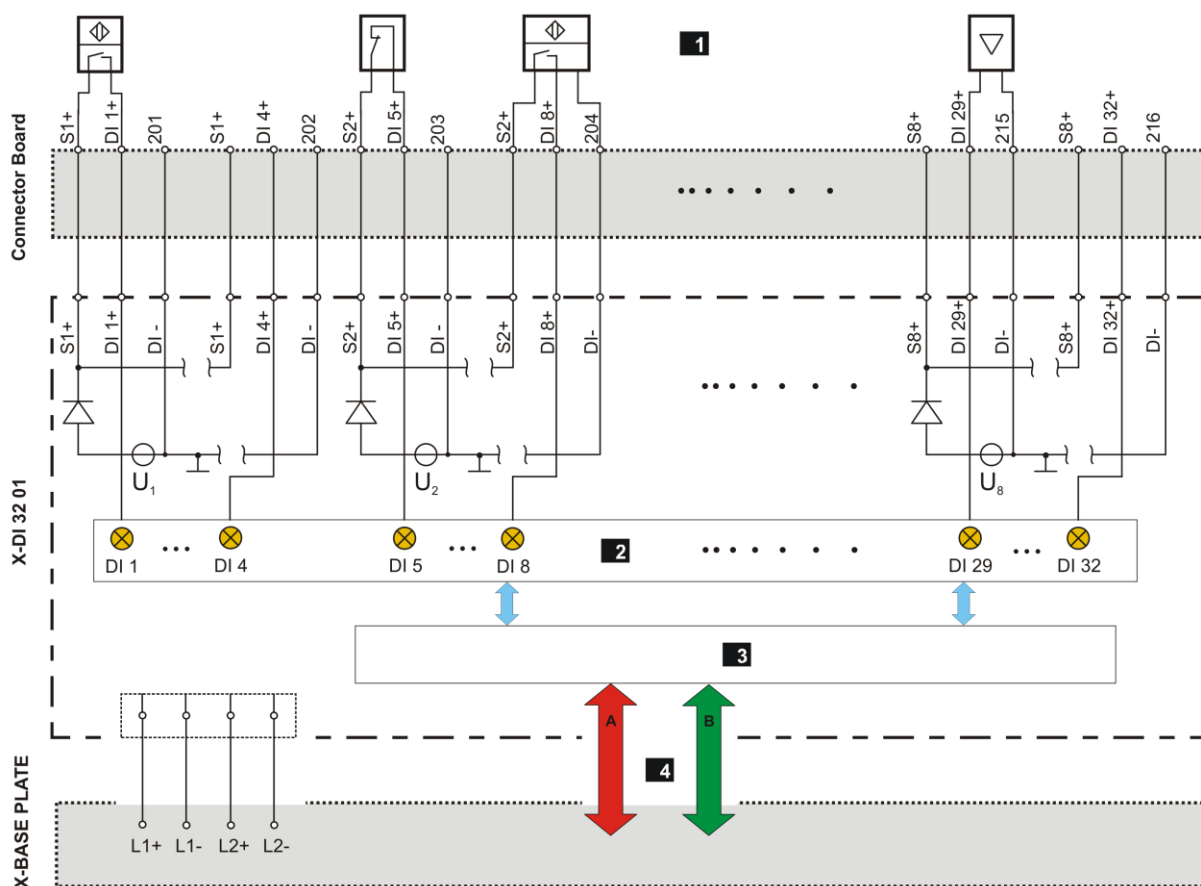 1
S1+ DI 1+ 201 S1+ DI 4+ 202 S2+ DI 5+ 203 S2+ DI 8+ 204 S8+ DI 29+ 215 S8+ DI 32+ 216
Connector Board
S1+ DI 1+ DI - S1+ DI 4+ DI - S2+ DI 5+ DI - S2+ DI 8+ DI- S8+ DI 29+ DI- S8+ DI 32+ DI-
U1 U2 U8
X-DI 32 01
2
DI 1 ... DI 4 DI 5 ... DI 8 DI 29 ... DI 32
3
A B
4
X-BASE PLATE
L1+ L1- L2+ L2-